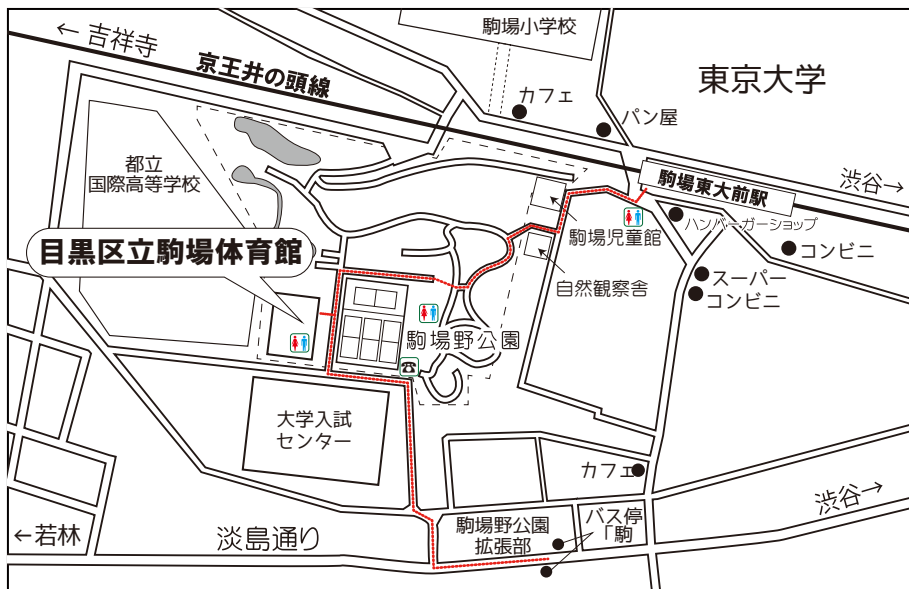 駒場小学校
← 吉祥寺
京王井の頭線
東京大学
カフェ
パン屋
都立
国際高等学校
駒場東大前駅
渋谷→
駒場児童館
ハンバーガーショップ
目黒区立駒場体育館
コンビニ
自然観察舎
スーパー
コンビニ
駒場野公園
大学入試
センター
カフェ
渋谷→
←若林
淡島通り
駒場野公園
拡張部
バス停
「駒